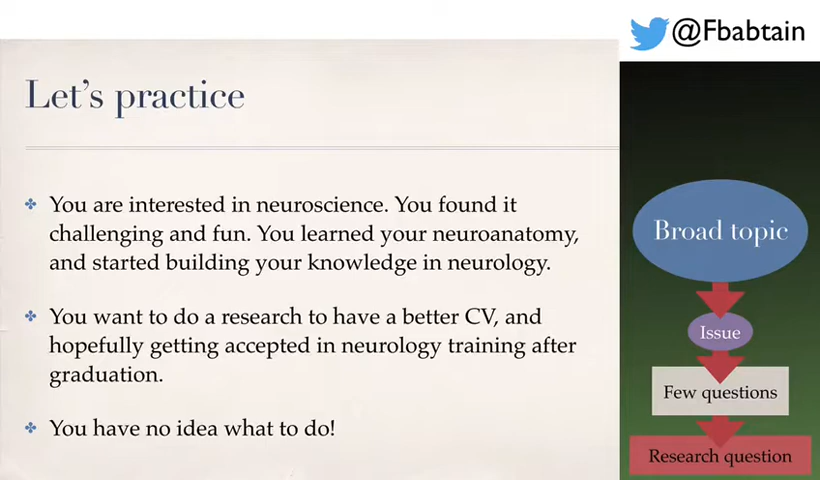 @Fbabtain
Let's practice
You are interested in neuroscience. You found it
challenging and fun. You learned your neuroanatomy,
and started building your knowledge in neurology.
You want to do a research to have a better CV, and
hopefully getting accepted in neurology training after
graduation.
You have no idea what to do!
Broad topic
Issue
Few questions
Research question